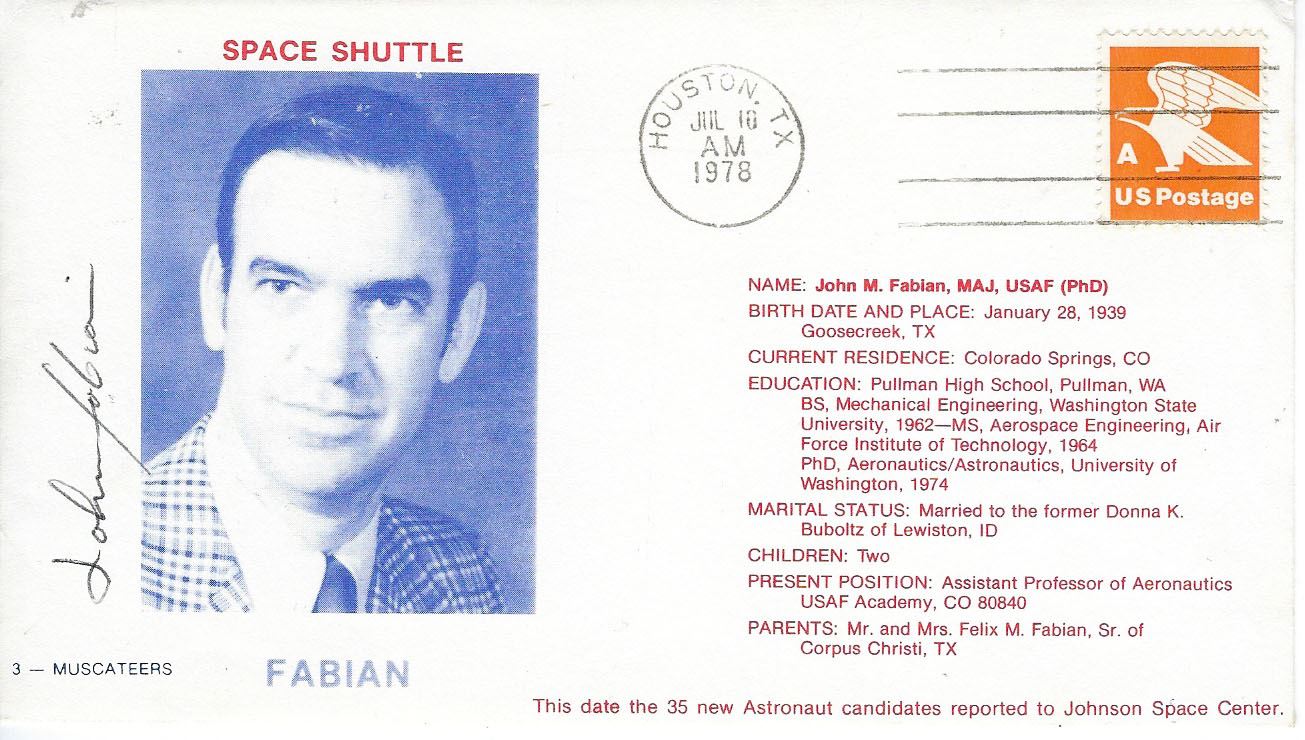 SPACE SHUTTLE
HOUSTON, TX
JUL 10
AM
1978
A
US Postage
John Fabian
NAME: John M. Fabian, MAJ, USAF (PhD)
BIRTH DATE AND PLACE: January 28, 1939
Goosecreek, TX
CURRENT RESIDENCE: Colorado Springs, CO
EDUCATION: Pullman High School, Pullman, WA
BS, Mechanical Engineering, Washington State
University, 1962—MS, Aerospace Engineering, Air
Force Institute of Technology, 1964
PhD, Aeronautics/Astronautics, University of
Washington, 1974
MARITAL STATUS: Married to the former Donna K.
Buboltz of Lewiston, ID
CHILDREN: Two
PRESENT POSITION: Assistant Professor of Aeronautics
USAF Academy, CO 80840
PARENTS: Mr. and Mrs. Felix M. Fabian, Sr. of
Corpus Christi, TX
3 — MUSCATEERS
FABIAN
This date the 35 new Astronaut candidates reported to Johnson Space Center.